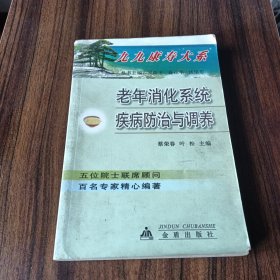 九九康寿大系
老年消化系统
疾病防治与调养
蔡荣春 叶松 主编
五位院士联席顾问
百名专家精心编著
金盾出版社
JINDUN CHUBANSHE